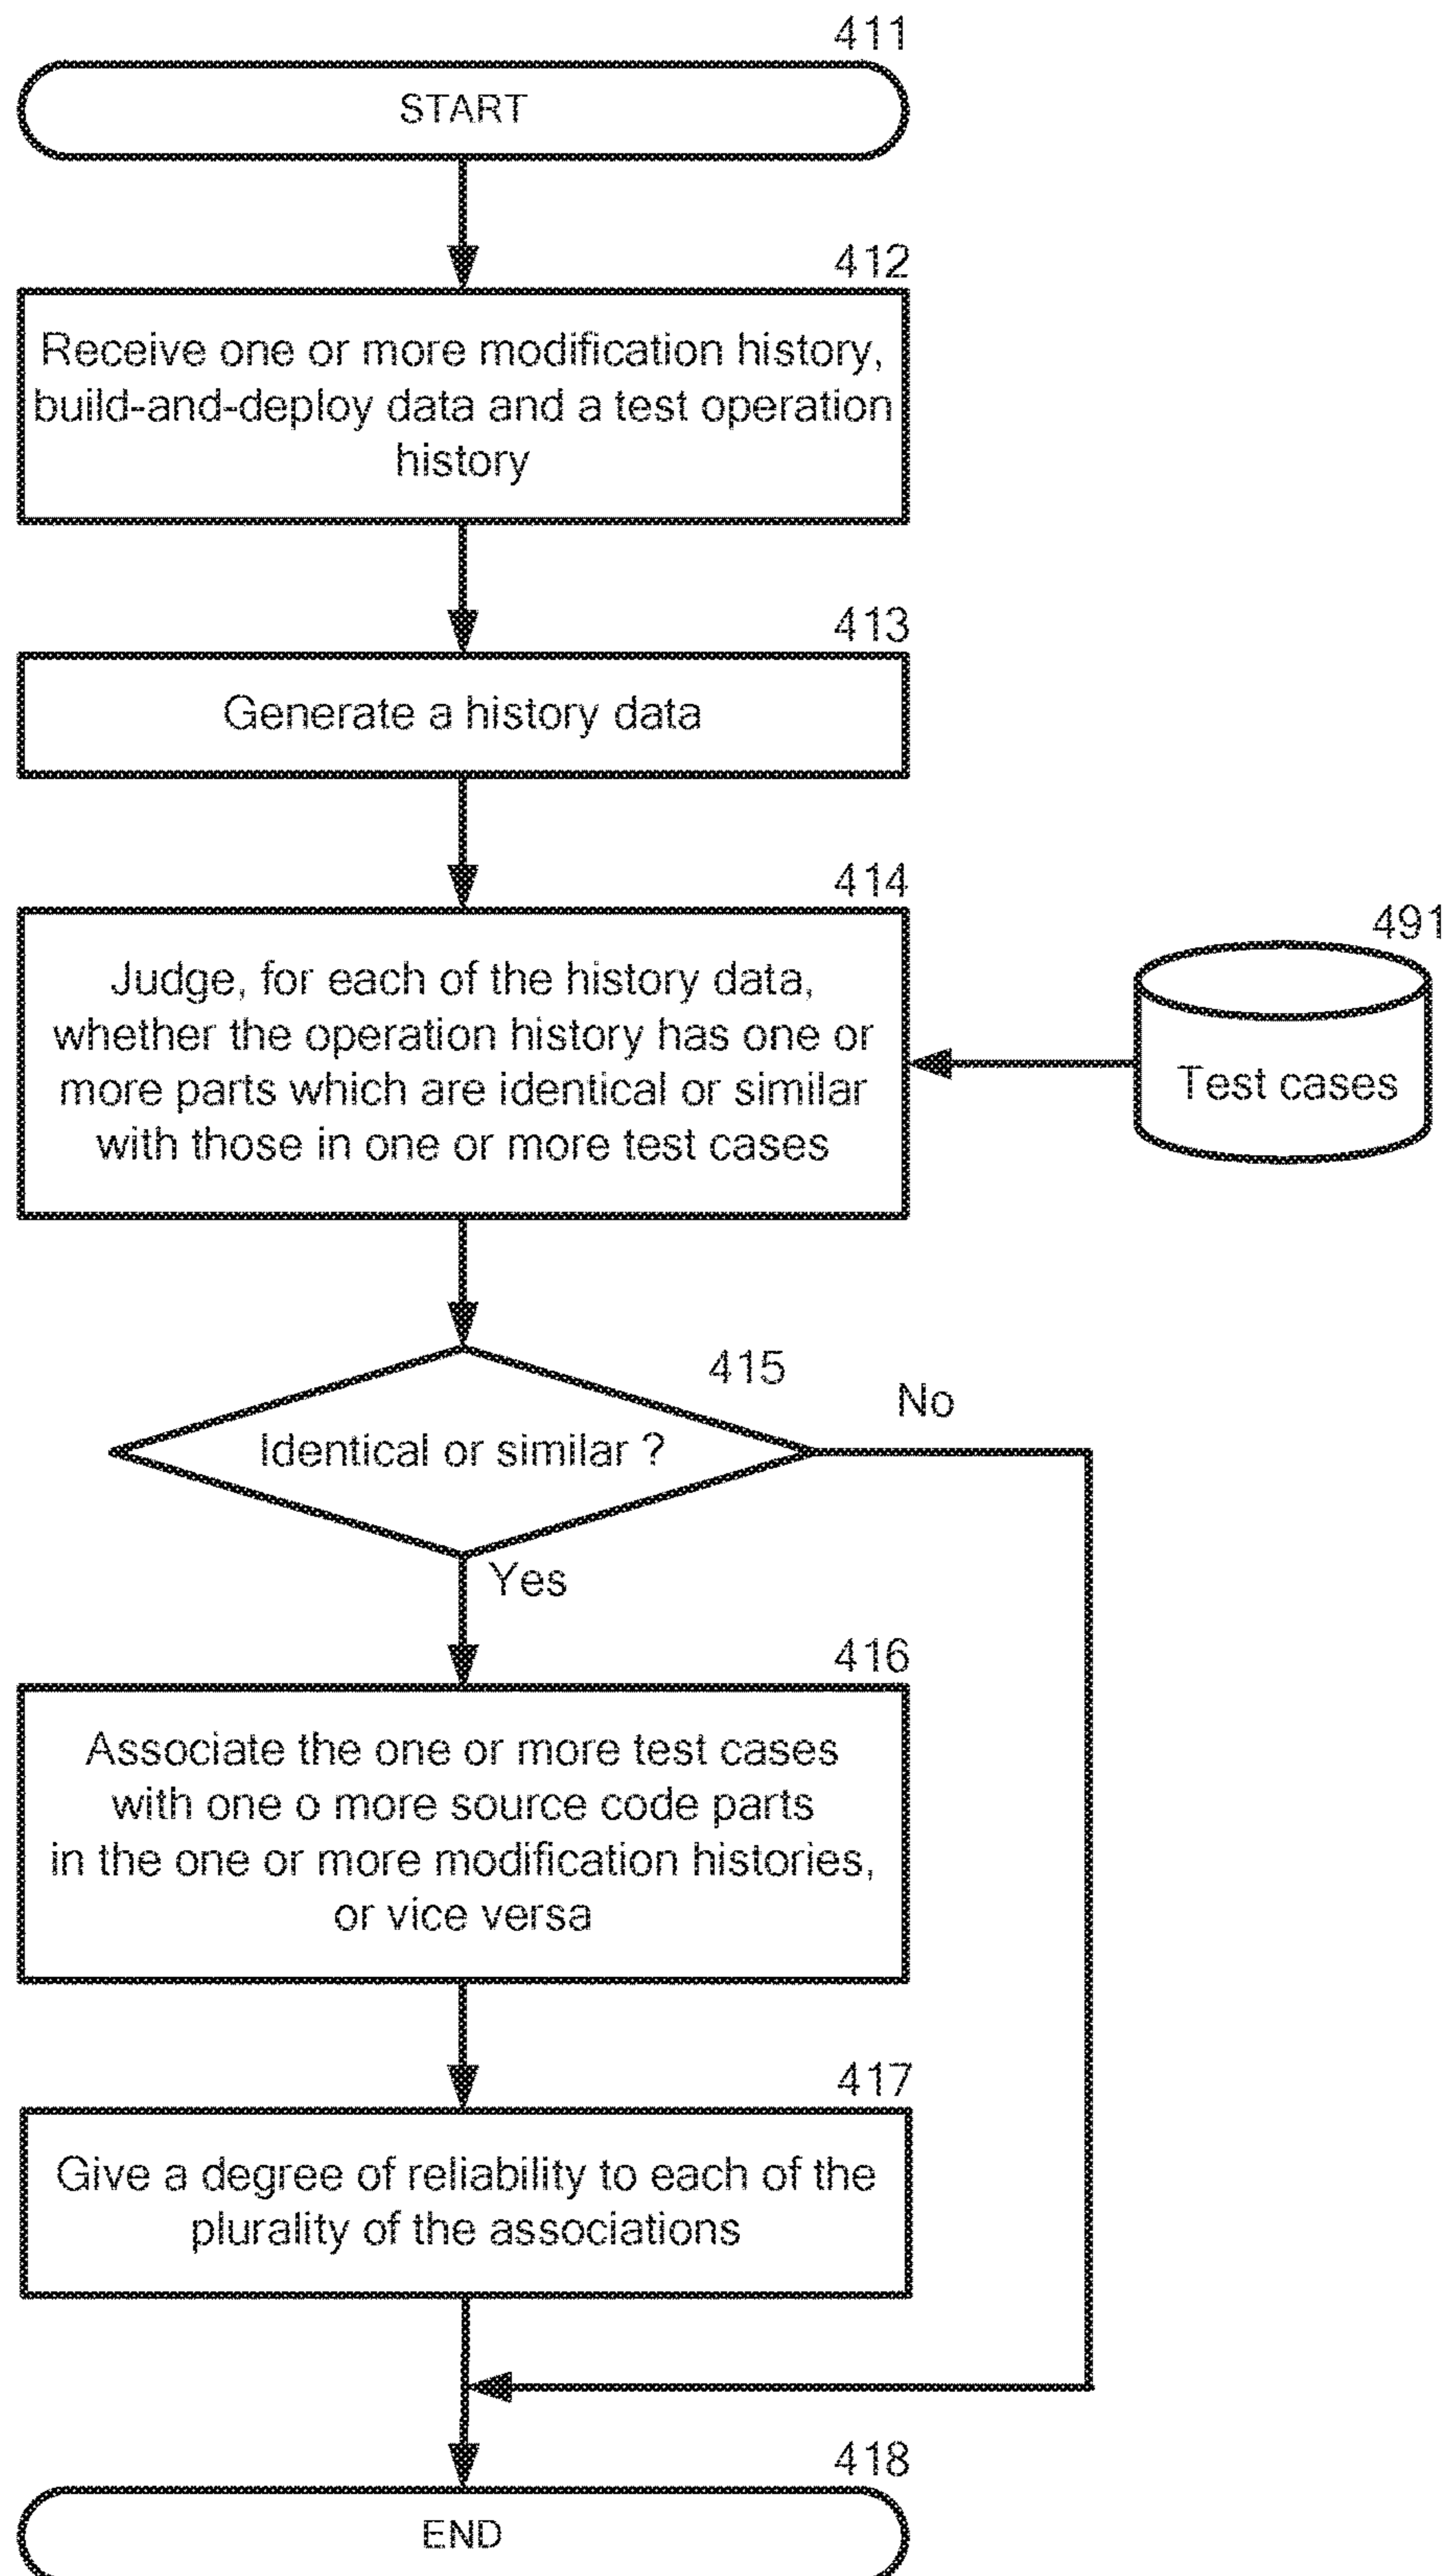 411
START
412
Receive one or more modification history,
build-and-deploy data and a test operation
history
413
Generate a history data
414
Judge, for each of the history data,
whether the operation history has one or
more parts which are identical or similar
with those in one or more test cases
491
Test cases
415
No
Identical or similar ?
Yes
416
Associate the one or more test cases
with one o more source code parts
in the one or more modification histories,
or vice versa
417
Give a degree of reliability to each of the
plurality of the associations
418
END